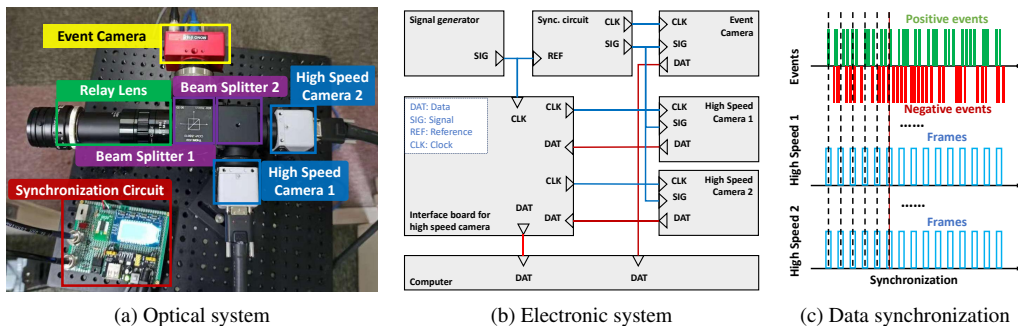 Event Camera
Relay Lens
Beam Splitter 2
High Speed
Camera 2
Beam Splitter 1
High Speed
Camera 1
Synchronization Circuit
(a) Optical system
Signal generator
SIG
Sync. circuit
CLK
SIG
REF
Event
Camera
CLK
SIG
DAT
DAT: Data
SIG: Signal
REF: Reference
CLK: Clock
CLK
CLK
DAT
CLK
DAT
DAT
Interface board for
high speed camera
High Speed
Camera 1
CLK
SIG
DAT
High Speed
Camera 2
CLK
SIG
DAT
Computer
DAT
DAT
(b) Electronic system
Positive events
Events
Negative events
......
High Speed 1
Frames
......
High Speed 2
Frames
Synchronization
(c) Data synchronization